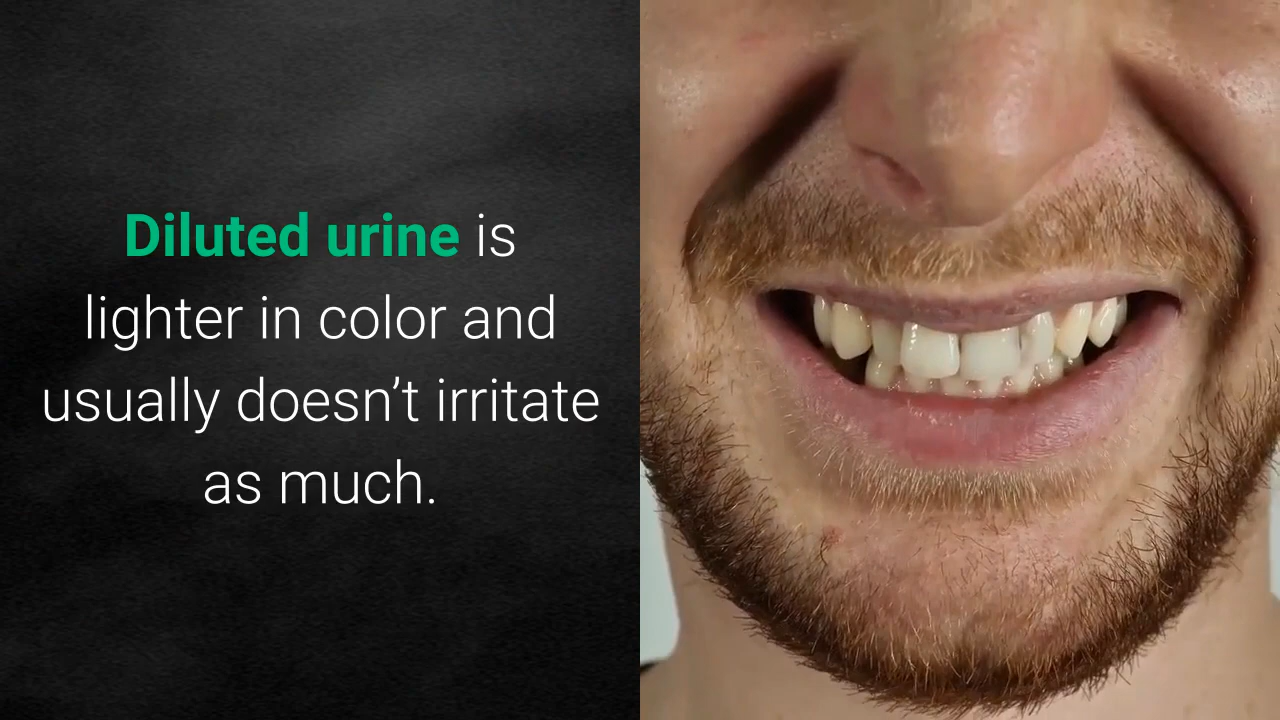 Diluted urine is
lighter in color and
usually doesn’t irritate
as much.